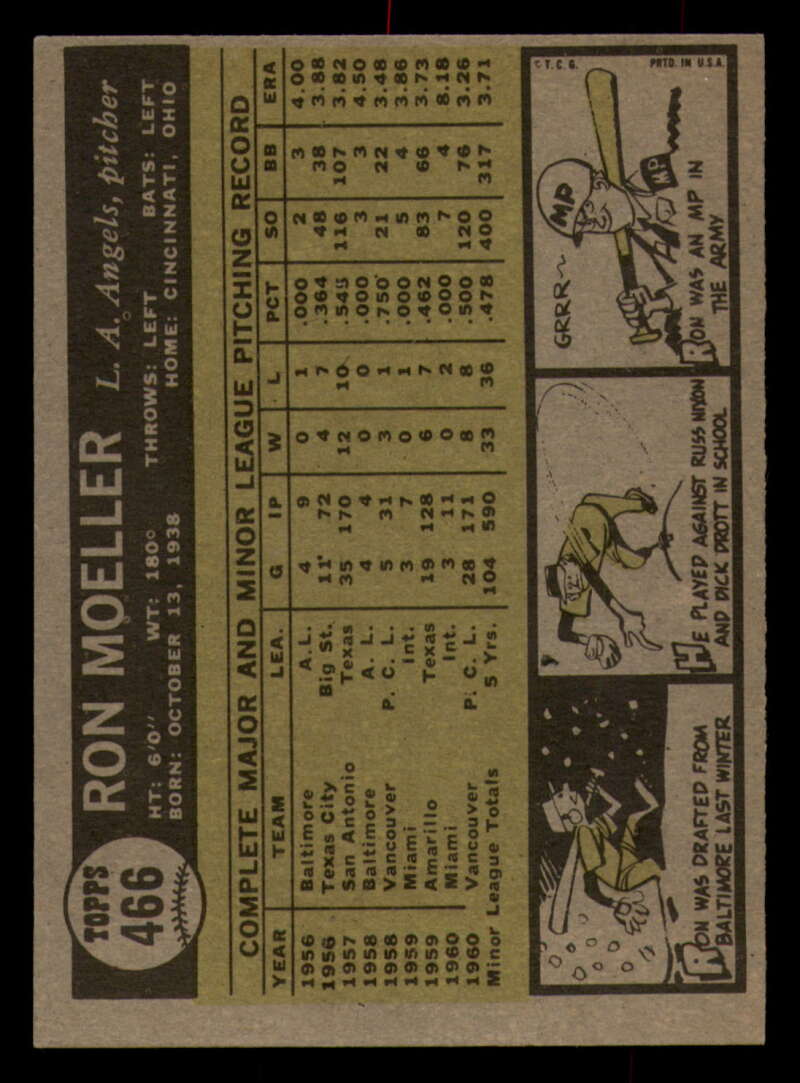 TOPPS
466
RON MOELLER L. A. Angels, pitcher
HT: 6'0" WT: 180º THROWS: LEFT BATS: LEFT
BORN: OCTOBER 13, 1938 HOME: CINCINNATI, OHIO
COMPLETE MAJOR AND MINOR LEAGUE PITCHING RECORD
YEAR TEAM LEA. G IP W L PCT SO BB ERA
1956 Baltimore A.L. 4 9 0 1 .000 2 3 4.00
1956 Texas City Big St. 11 72 4 7 .364 48 38 3.88
1957 San Antonio Texas 35 170 12 10 .545 116 107 3.82
1958 Baltimore A. L. 4 4 0 0 .000 3 3 4.50
1958 Vancouver P. C. L. 5 31 3 1 .750 21 22 3.48
1959 Miami Int. 3 7 0 1 .000 5 4 3.86
1959 Amarillo Texas 19 128 6 7 .462 83 66 3.73
1960 Miami Int. 3 11 0 2 .000 7 4 8.18
1960 Vancouver P. C. L. 28 171 8 8 .500 120 76 3.26
Minor League Totals 5 Yrs. 104 590 33 36 .478 400 317 3.71
RON WAS DRAFTED FROM
BALTIMORE LAST WINTER
HE PLAYED AGAINST RUSS NIXON
AND DICK DROTT IN SCHOOL
© T. C. G. PRTD. IN U.S.A.
GRRR~
MP
MP
RON WAS AN MP IN
THE ARMY